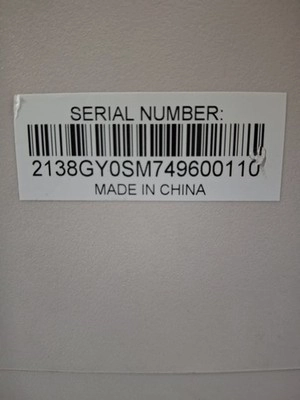 SERIAL NUMBER:
2138GY0SM749600110
MADE IN CHINA